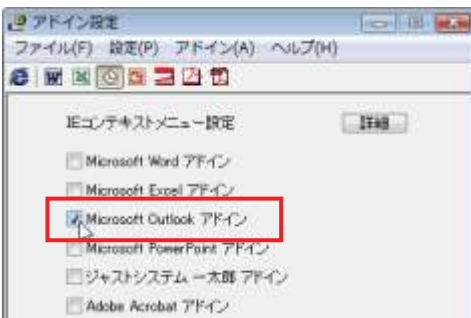 アドイン設定
ファイル(F) 設定(P) アドイン(A) ヘルプ(H)
IEコンテキストメニュー設定 詳細
Microsoft Word アドイン
Microsoft Excel アドイン
Microsoft Outlook アドイン
Microsoft PowerPoint アドイン
ジャストシステム 一太郎 アドイン
Adobe Acrobat アドイン